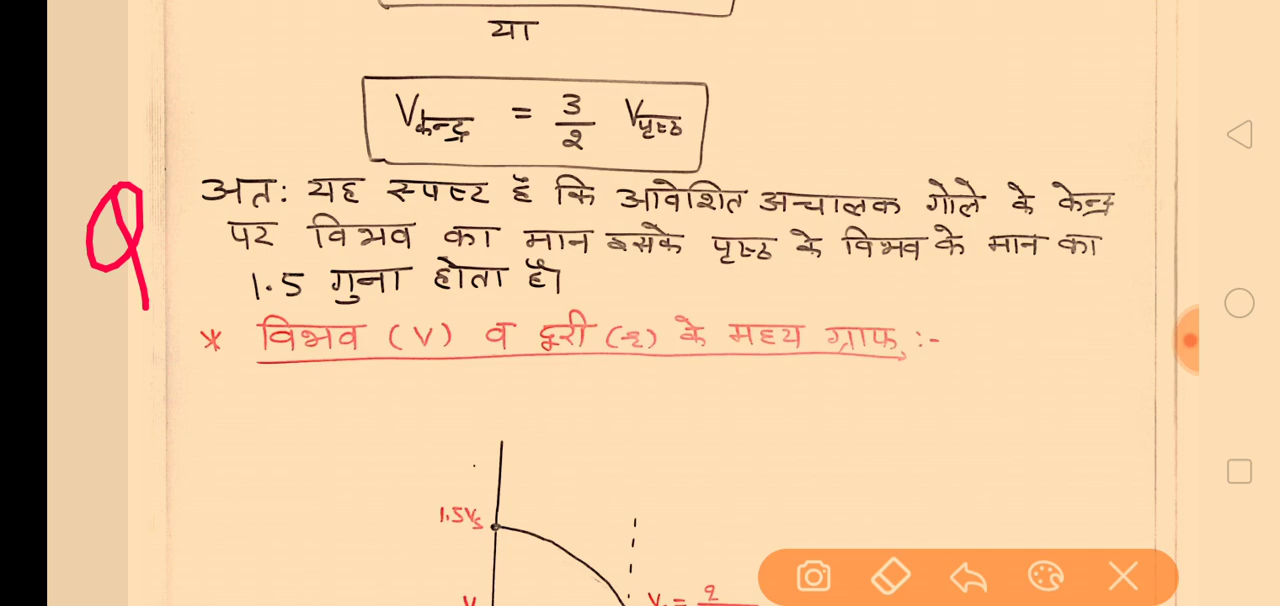 या
V केन्द्र = 3/2 V पृष्ठ
Q
अतः यह स्पष्ट है कि आवेशित अचालक गोले के केन्द्र
पर विभव का मान इसके पृष्ठ के विभव के मान का
1.5 गुना होता है।
* विभव (V) व दूरी (r) के मध्य ग्राफ :-
1.5Vs